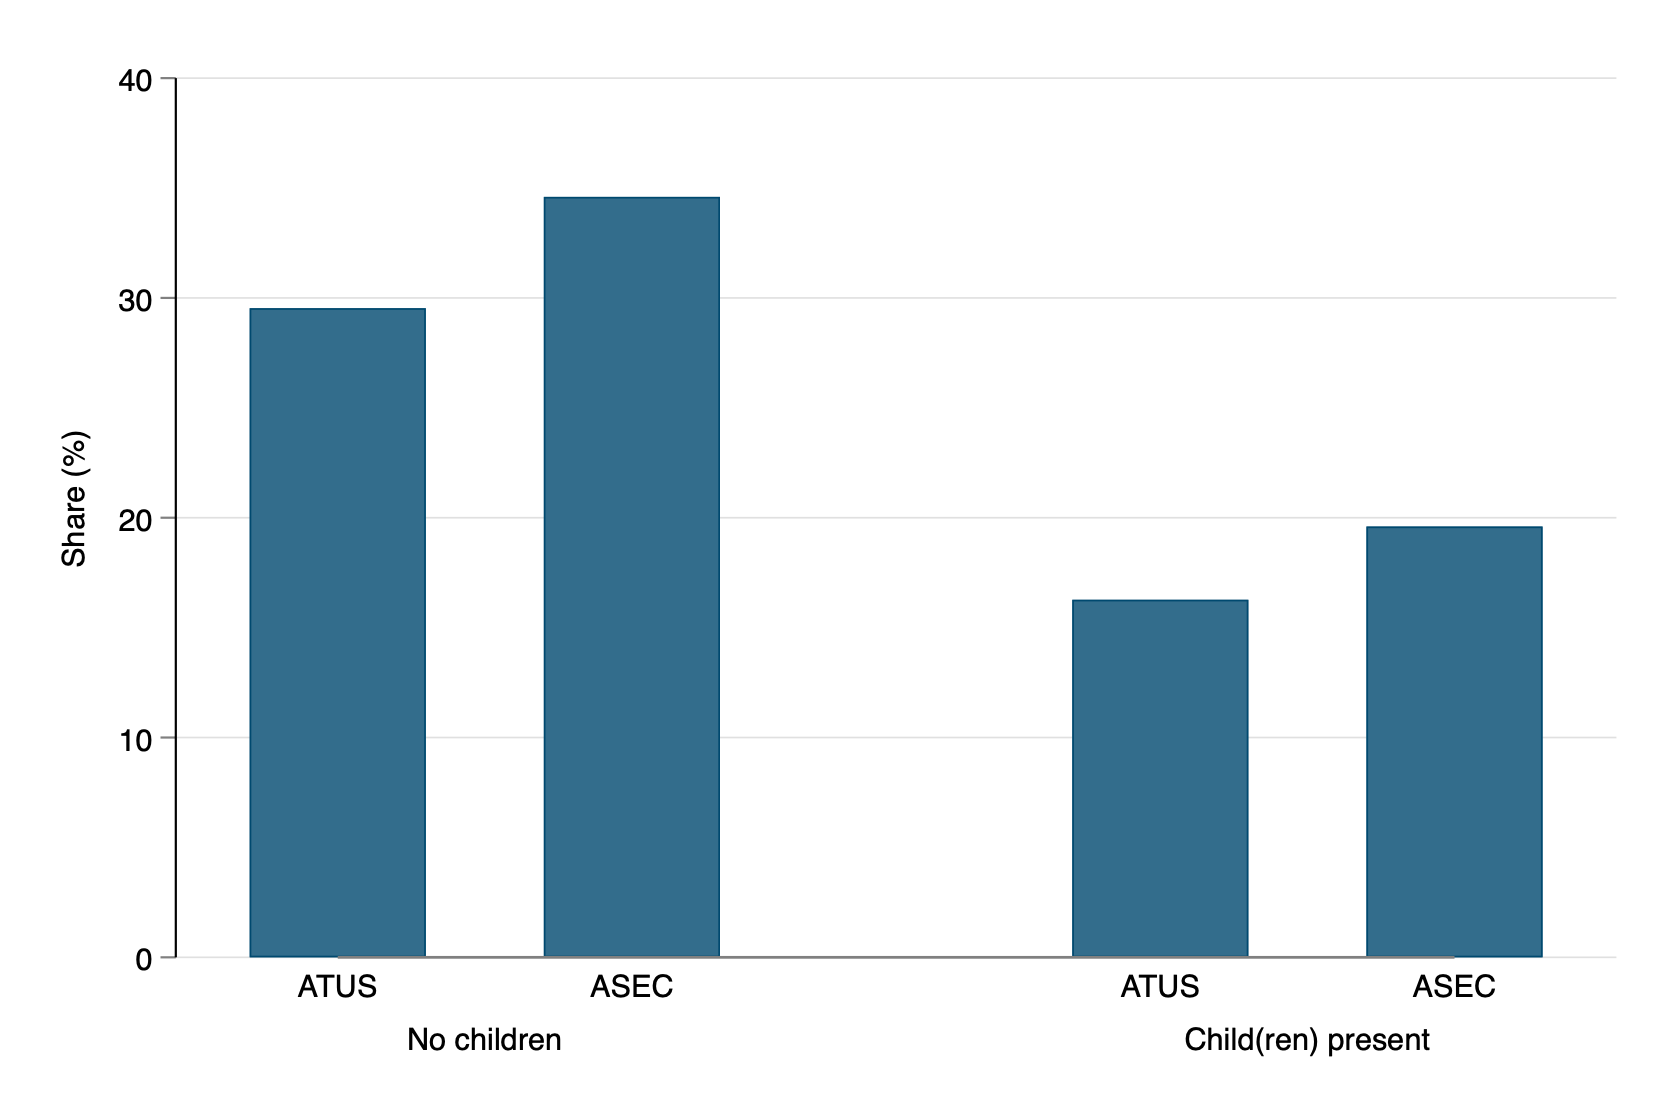 Share (%)
40
30
20
10
0
ATUS
ASEC
ATUS
ASEC
No children
Child(ren) present